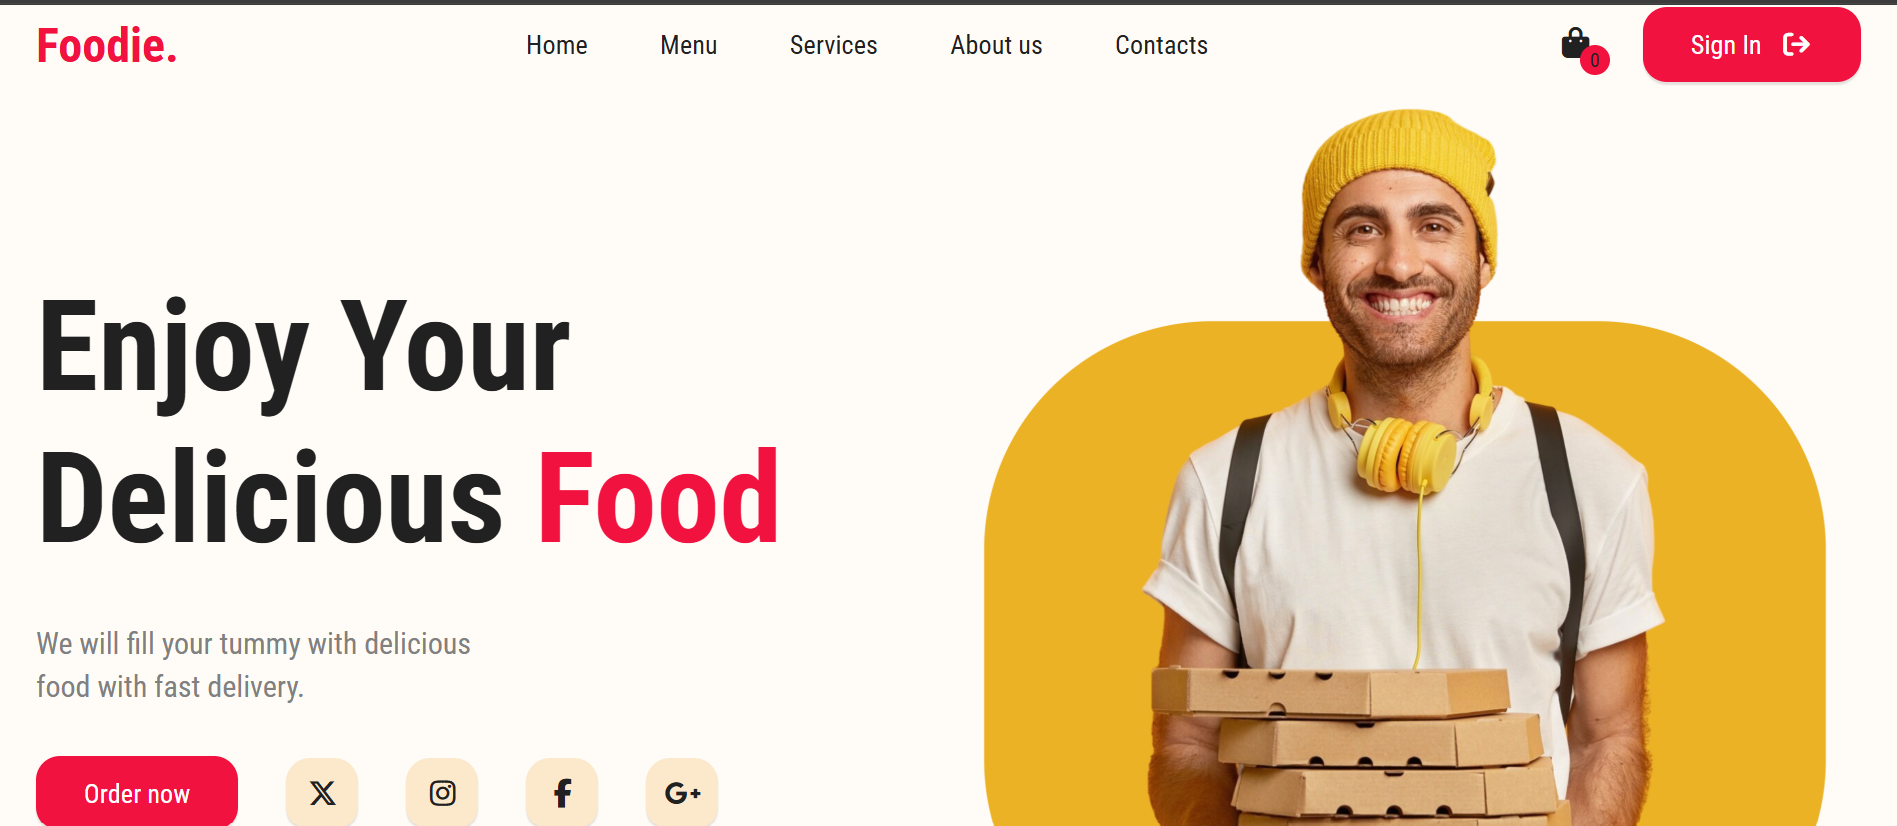 Foodie.
Home Menu Services About us Contacts
0
Sign In
Enjoy Your
Delicious Food
We will fill your tummy with delicious
food with fast delivery.
Order now
G+